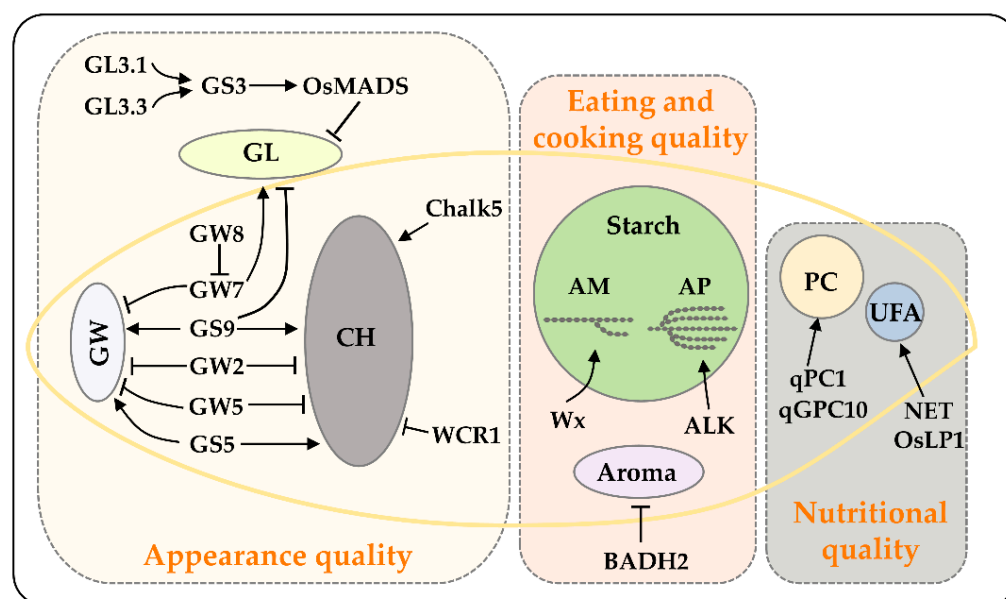 GL3.1
GL3.3
GS3
OsMADS
GL
Chalk5
GW8
GW7
GS9
GW
CH
GW2
GW5
GS5
WCR1
Appearance quality
Eating and
cooking quality
Starch
AM
AP
Wx
ALK
Aroma
BADH2
PC
UFA
qPC1
qGPC10
NET
OsLP1
Nutritional
quality